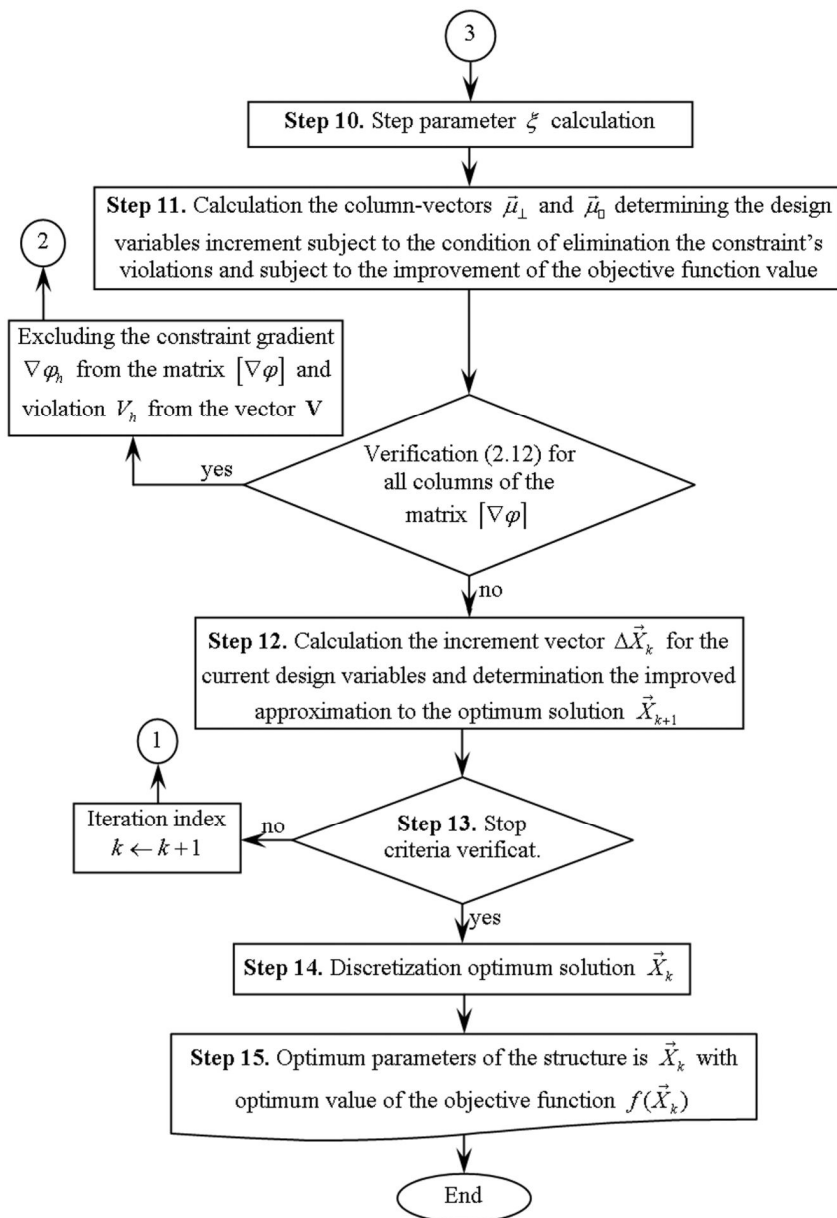 3
Step 10. Step parameter ξ calculation
Step 11. Calculation the column-vectors μ⃗⊥ and μ⃗▯ determining the design
variables increment subject to the condition of elimination the constraint's
violations and subject to the improvement of the objective function value
2
Excluding the constraint gradient
∇φₕ from the matrix [∇φ] and
violation Vₕ from the vector V
yes
Verification (2.12) for
all columns of the
matrix [∇φ]
no
Step 12. Calculation the increment vector ΔX⃗ₖ for the
current design variables and determination the improved
approximation to the optimum solution X⃗ₖ₊₁
1
Iteration index
k ← k+1
no
Step 13. Stop
criteria verificat.
yes
Step 14. Discretization optimum solution X⃗ₖ
Step 15. Optimum parameters of the structure is X⃗ₖ with
optimum value of the objective function f(X⃗ₖ)
End